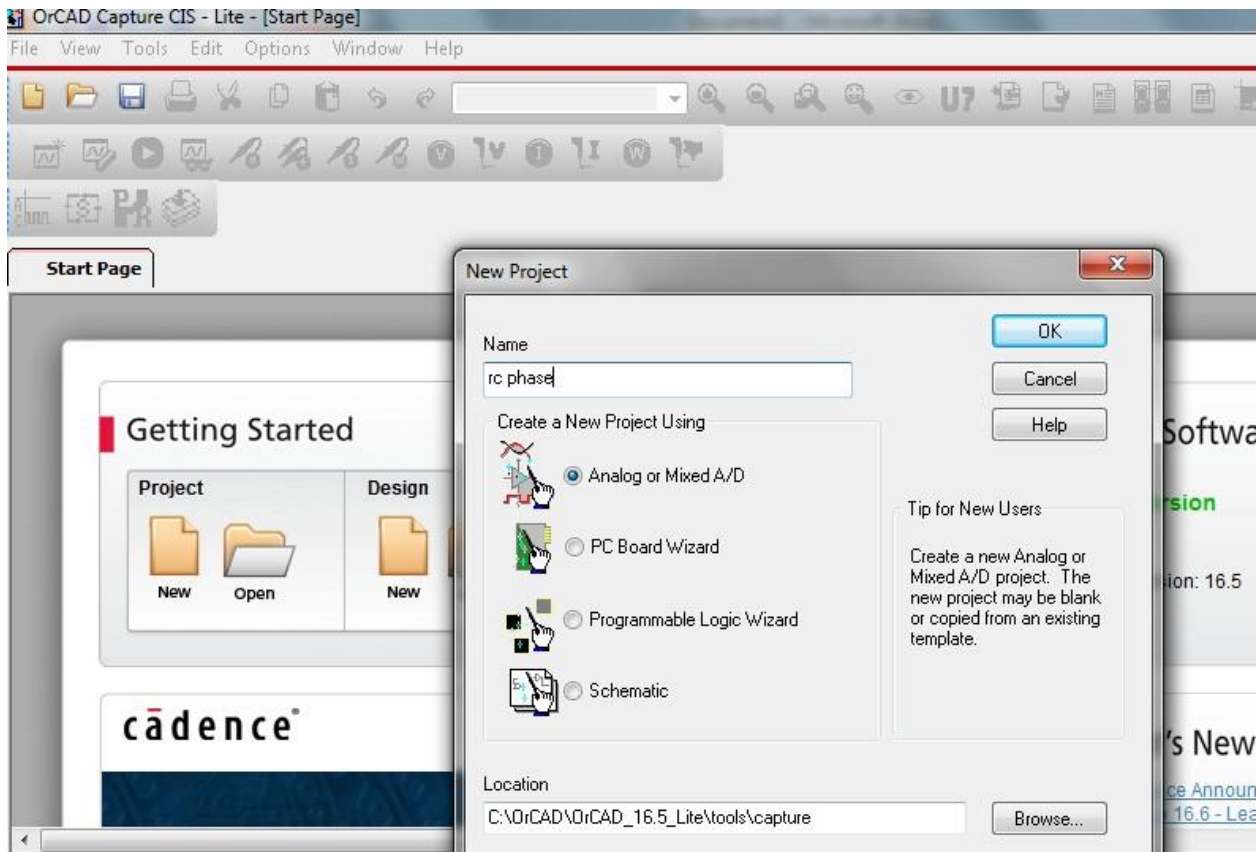 OrCAD Capture CIS - Lite - [Start Page]
File View Tools Edit Options Window Help
U?
V V I I W
Start Page
New Project
Name
rc phase
OK
Cancel
Help
Create a New Project Using
Analog or Mixed A/D
PC Board Wizard
Programmable Logic Wizard
Schematic
Tip for New Users
Create a new Analog or
Mixed A/D project. The
new project may be blank
or copied from an existing
template.
Location
C:\OrCAD\OrCAD_16.5_Lite\tools\capture
Browse...
Getting Started
Project
New Open
Design
New
cādence
Softwa
rsion
ion: 16.5
's New
ce Announ
16.6 - Lea